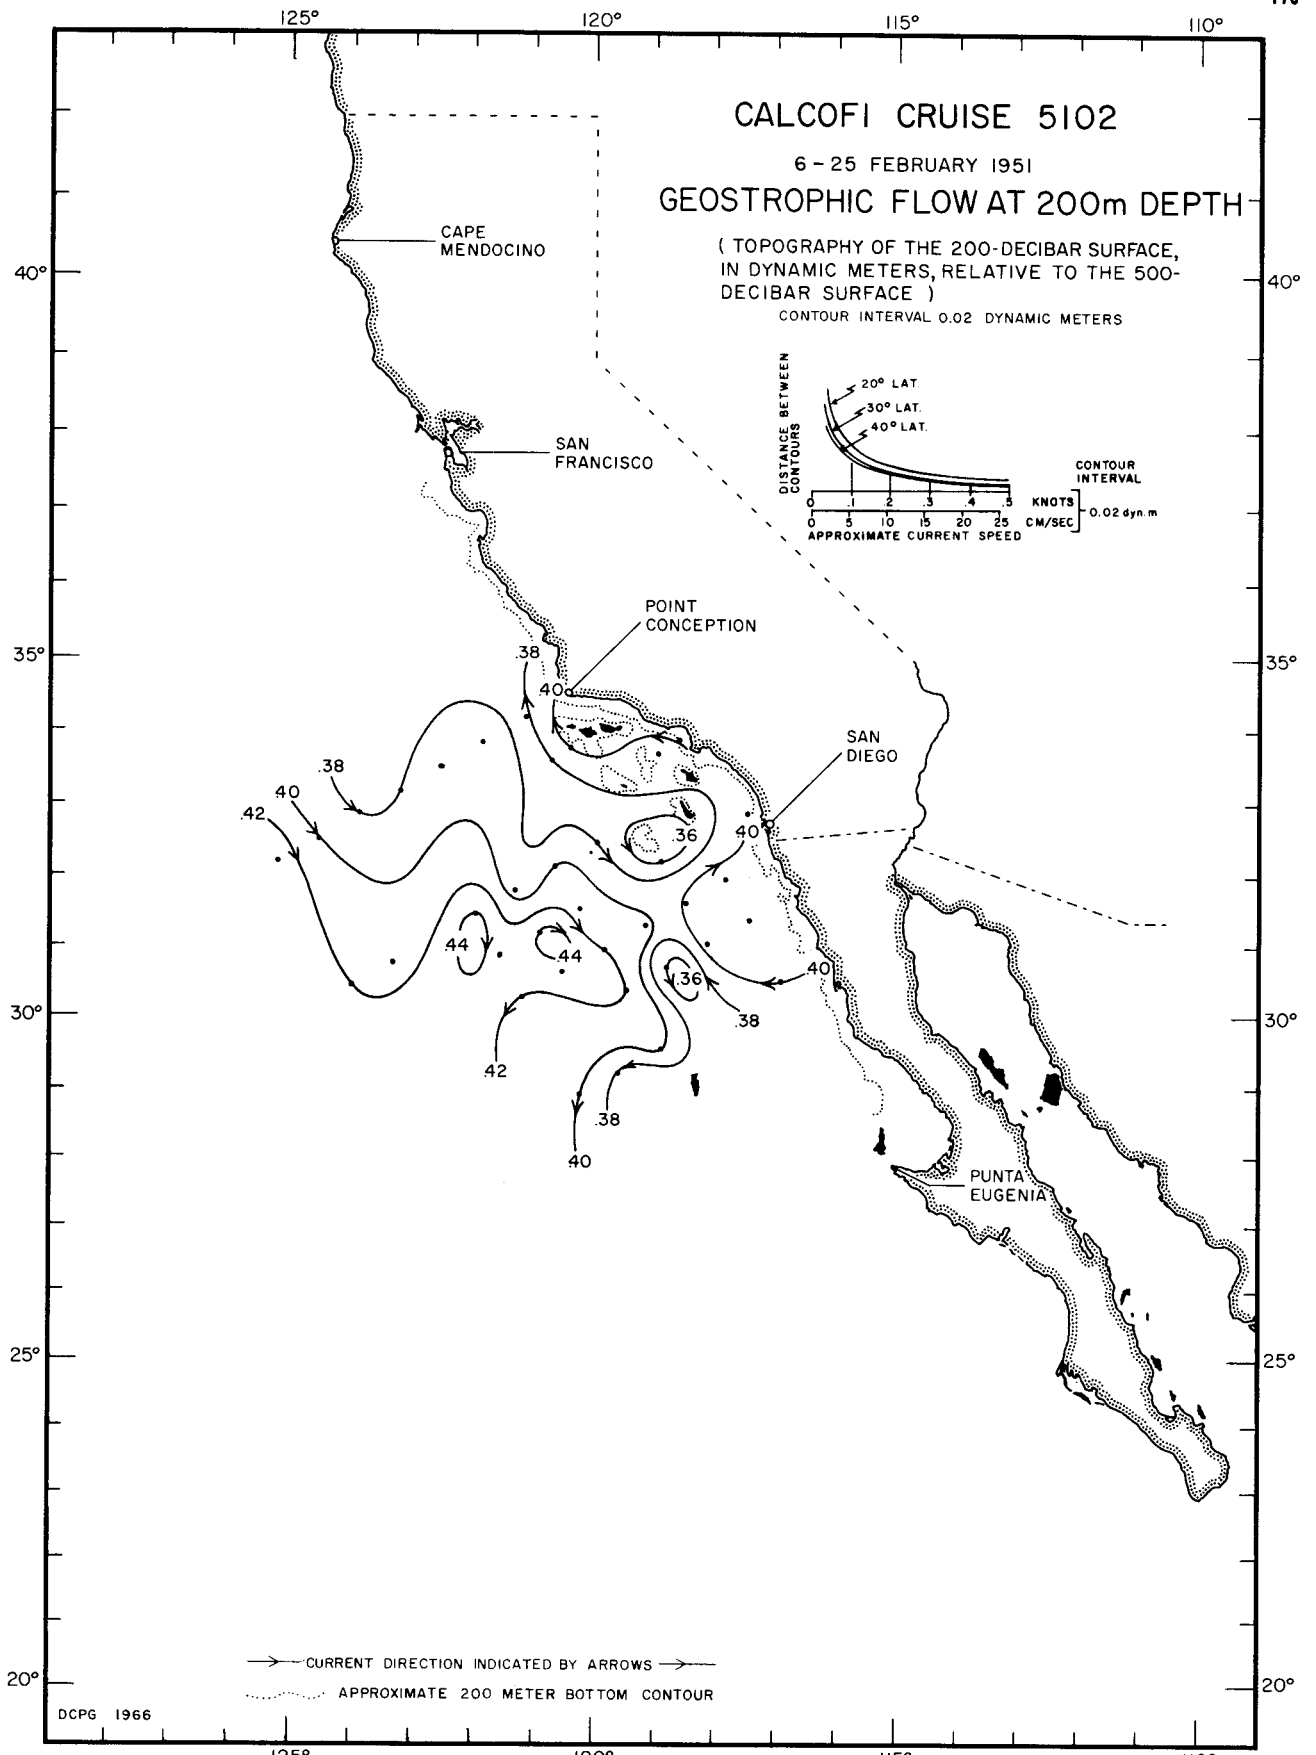 125° 120° 115° 110°
CALCOFI CRUISE 5102
6-25 FEBRUARY 1951
GEOSTROPHIC FLOW AT 200m DEPTH
( TOPOGRAPHY OF THE 200-DECIBAR SURFACE,
IN DYNAMIC METERS, RELATIVE TO THE 500-
DECIBAR SURFACE )
CONTOUR INTERVAL 0.02 DYNAMIC METERS
CAPE
MENDOCINO
40° 40°
DISTANCE BETWEEN
CONTOURS
20° LAT.
30° LAT.
40° LAT.
CONTOUR
INTERVAL
0 .1 .2 .3 .4 .5 KNOTS
0 5 10 15 20 25 CM/SEC
0.02 dyn.m
APPROXIMATE CURRENT SPEED
SAN
FRANCISCO
POINT
CONCEPTION
35° 35°
.38
.40
SAN
DIEGO
.38
.40
.42
.36
.40
.44
.44
.36
.40
.38
30° 30°
.42
.38
.40
PUNTA
EUGENIA
25° 25°
CURRENT DIRECTION INDICATED BY ARROWS
APPROXIMATE 200 METER BOTTOM CONTOUR
20° 20°
DCPG 1966